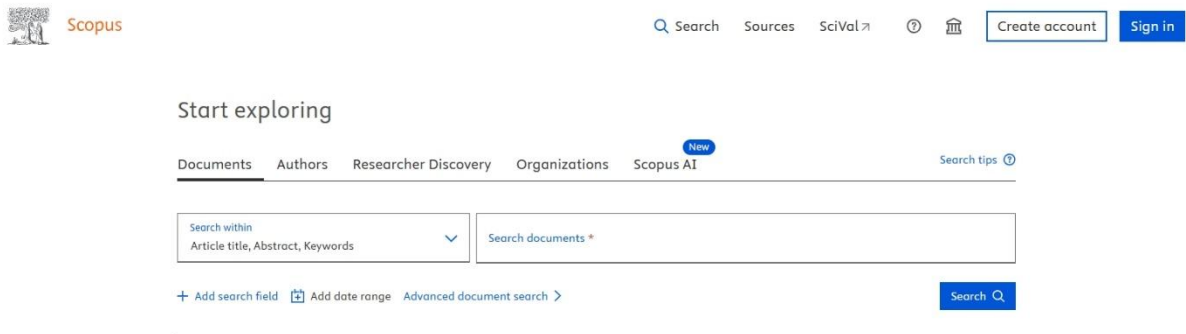 Scopus
Search Sources SciVal Create account Sign in
Start exploring
New
Documents Authors Researcher Discovery Organizations Scopus AI Search tips
Search within
Article title, Abstract, Keywords
Search documents *
+ Add search field Add date range Advanced document search >
Search